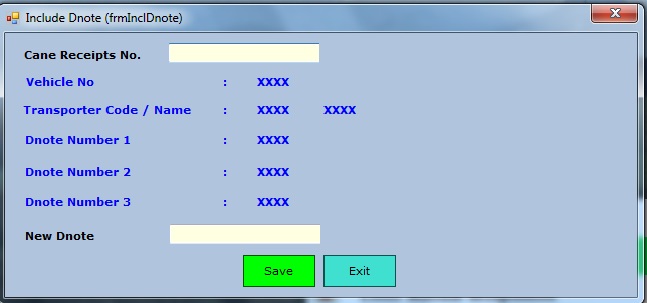 Include Dnote (frmInclDnote)
Cane Receipts No.
Vehicle No : XXXX
Transporter Code / Name : XXXX XXXX
Dnote Number 1 : XXXX
Dnote Number 2 : XXXX
Dnote Number 3 : XXXX
New Dnote
Save Exit